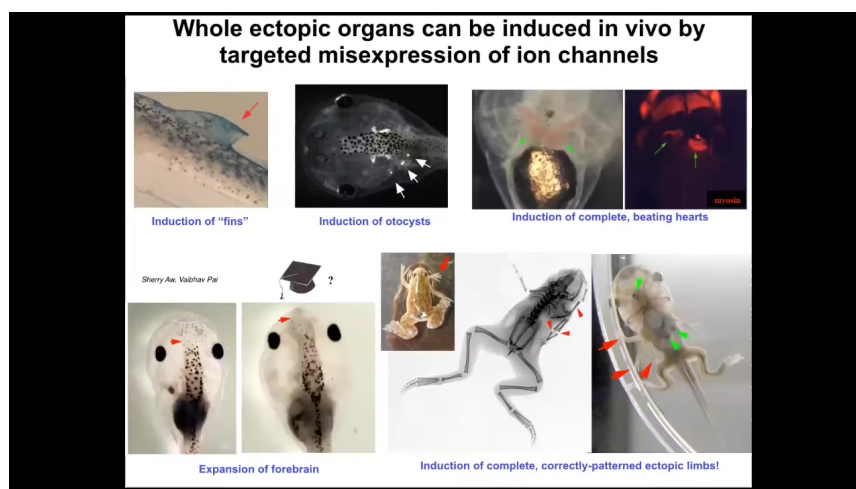 Whole ectopic organs can be induced in vivo by
targeted misexpression of ion channels
Induction of “fins”
Induction of otocysts
myosin
Induction of complete, beating hearts
Sherry Aw, Vaibhav Pai
?
Expansion of forebrain
Induction of complete, correctly-patterned ectopic limbs!